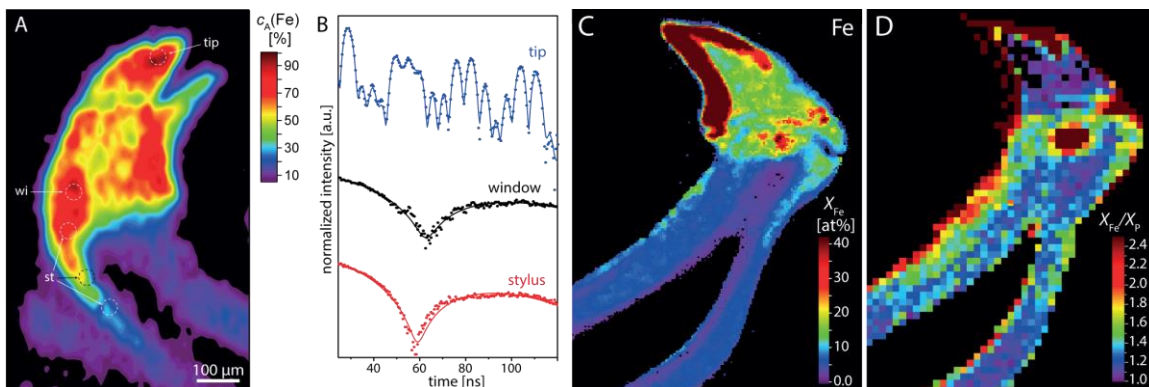 A
c_A(Fe)
[%]
90
70
50
30
10
tip
wi
st
100 µm
B
normalized intensity [a.u.]
tip
window
stylus
40
60
80
100
time [ns]
C
Fe
X_Fe
[at%]
40
30
20
10
0.0
D
X_Fe/X_P
2.4
2.2
2.0
1.8
1.6
1.4
1.2
1.0